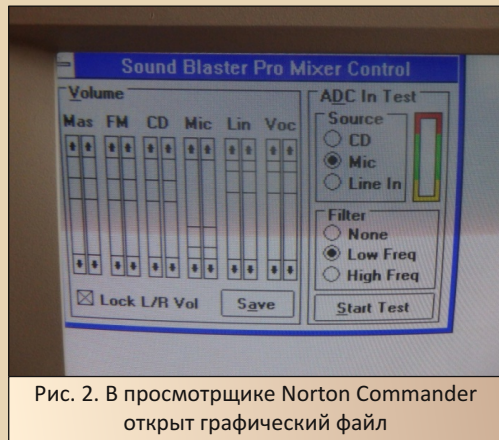 Sound Blaster Pro Mixer Control
Volume
Mas FM CD Mic Lin Voc
Lock L/R Vol
Save
ADC In Test
Source
CD
Mic
Line In
Filter
None
Low Freq
High Freq
Start Test
Рис. 2. В просмотрщике Norton Commander
открыт графический файл